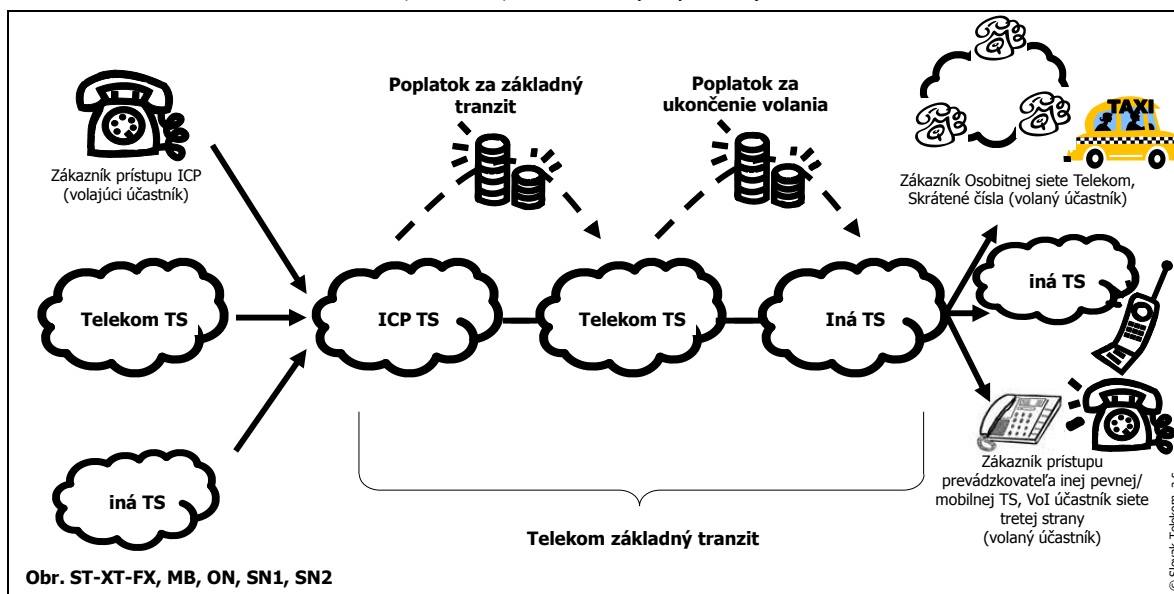 Poplatok za základný
tranzit
Poplatok za
ukončenie volania
TAXI
Zákazník prístupu ICP
(volajúci účastník)
Zákazník Osobitnej siete Telekom,
Skrátené čísla (volaný účastník)
Telekom TS
ICP TS
Telekom TS
Iná TS
iná TS
iná TS
Zákazník prístupu
prevádzkovateľa inej pevnej/
mobilnej TS, VoI účastník siete
tretej strany
(volaný účastník)
Telekom základný tranzit
Obr. ST-XT-FX, MB, ON, SN1, SN2
© Slovak Telekom